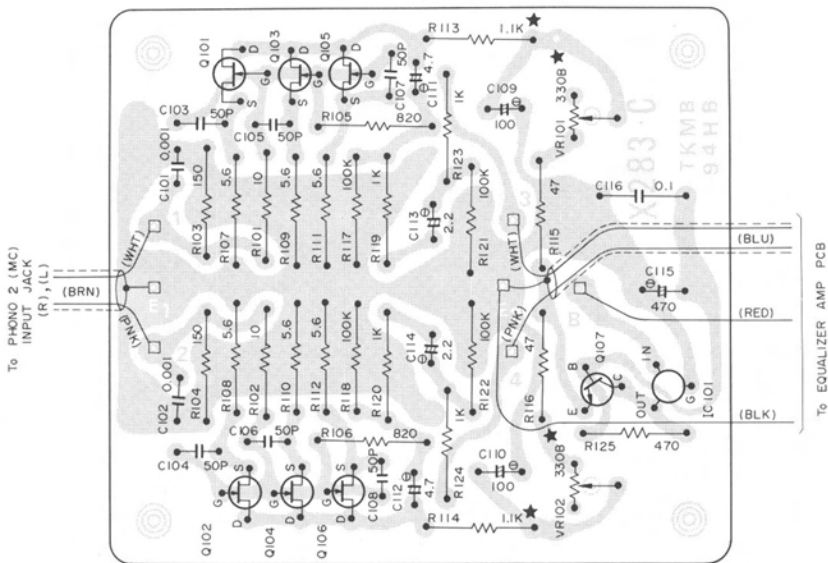 Q101
Q103
Q105
D
D
D
G
G
G
S
S
S
R113
1.1K
★
★
50P
C107
4.7
C111
1K
R123
C109
100
330B
VR101
C103
50P
C105
50P
R105
820
X283·C
TKMB
94HB
C101
0.001
150
R103
5.6
R107
10
R101
5.6
R109
5.6
R111
100K
R117
1K
R119
C113
2.2
100K
R121
47
R115
C116
0.1
1
3
To PHONO 2 (MC)
INPUT JACK
(R),(L)
(BRN)
(WHT)
(PNK)
E1
2
(WHT)
(PNK)
(BLU)
C115
470
(RED)
B
(BLK)
To EQUALIZER AMP PCB
C102
0.001
150
R104
5.6
R108
10
R102
5.6
R110
5.6
R112
100K
R118
1K
R120
C114
2.2
100K
R122
47
R116
4
Q107
B
C
E
IN
OUT
G
IC101
R125
470
C104
50P
C106
50P
R106
820
50P
C108
4.7
C112
1K
R124
C110
100
★
330B
VR102
S
S
S
G
G
G
D
D
D
Q102
Q104
Q106
R114
1.1K
★